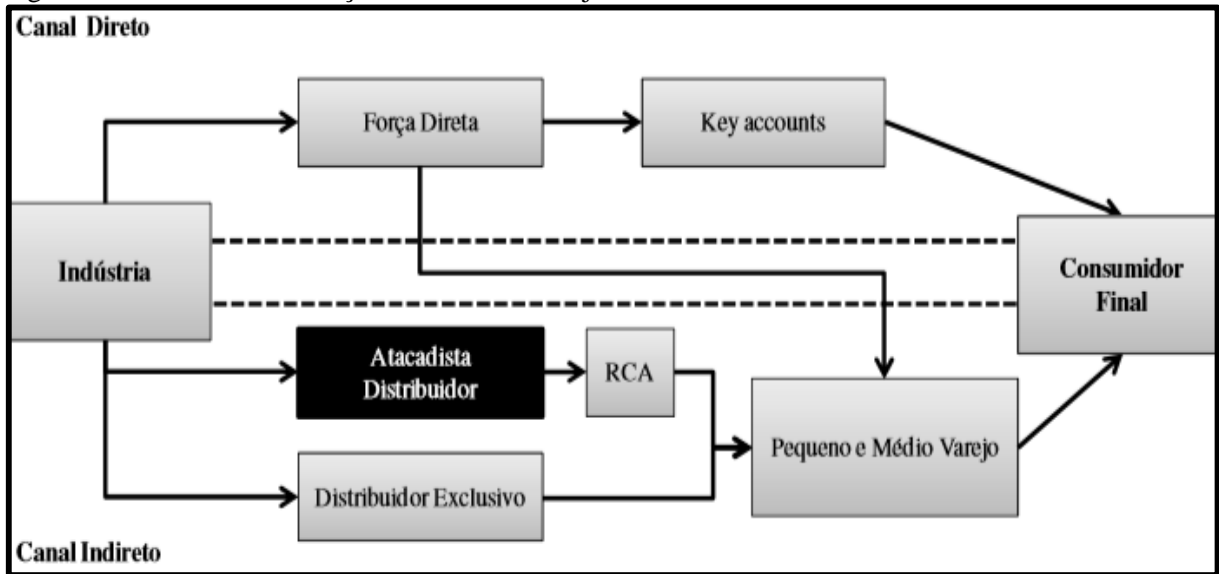 Canal Direto
Força Direta
Key accounts
Indústria
Consumidor
Final
Atacadista
Distribuidor
RCA
Pequeno e Médio Varejo
Distribuidor Exclusivo
Canal Indireto